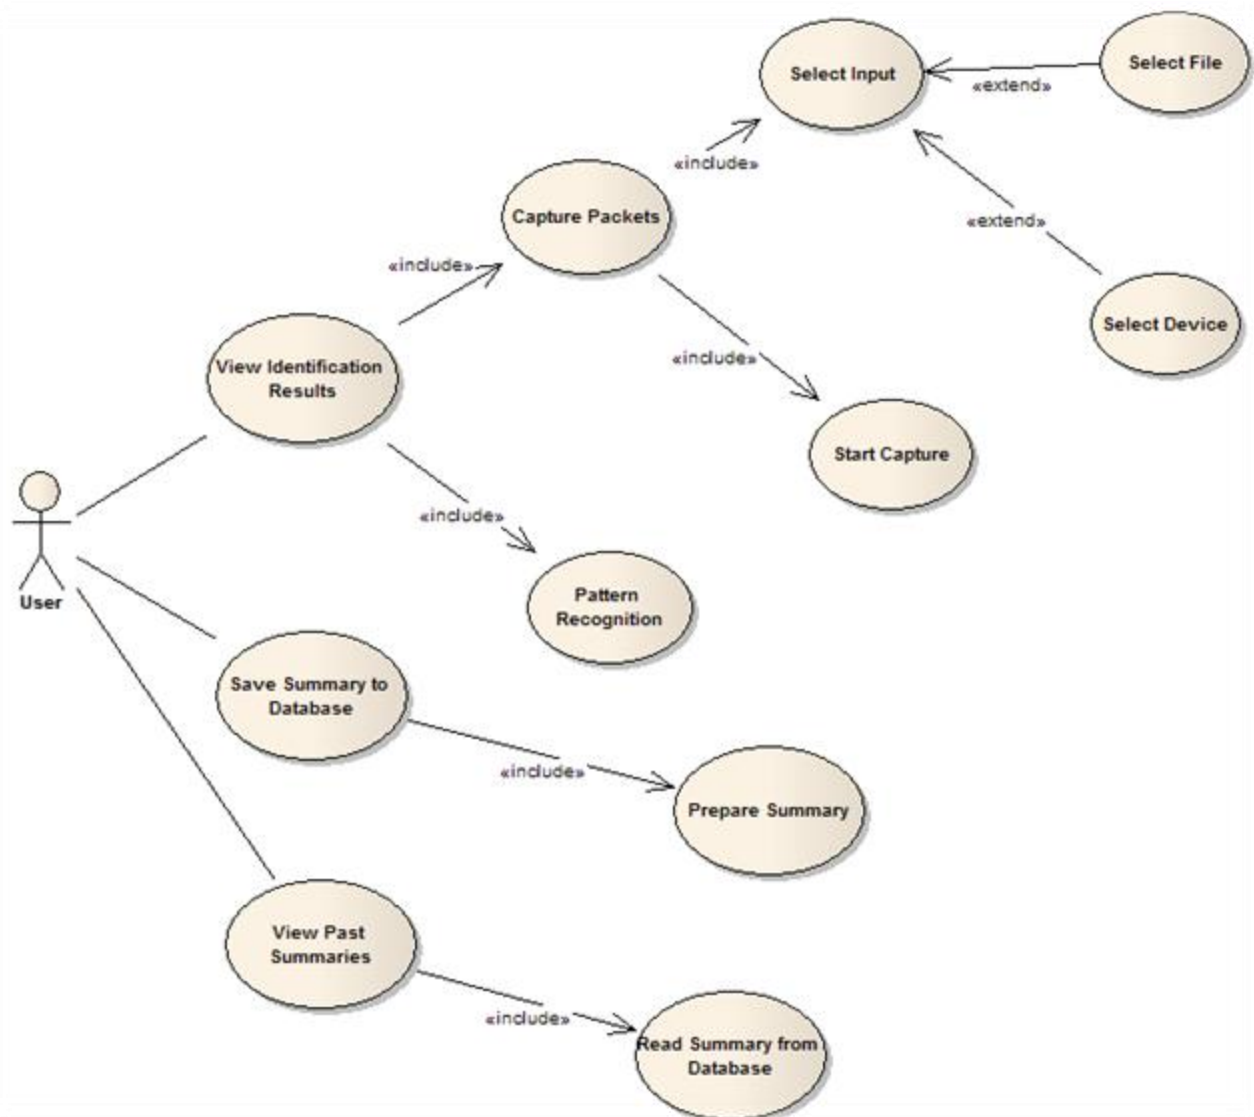 Select Input
Select File
«extend»
«include»
Capture Packets
«extend»
«include»
Select Device
«include»
View Identification
Results
Start Capture
«include»
Pattern
Recognition
User
Save Summary to
Database
«include»
Prepare Summary
View Past
Summaries
«include»
Read Summary from
Database